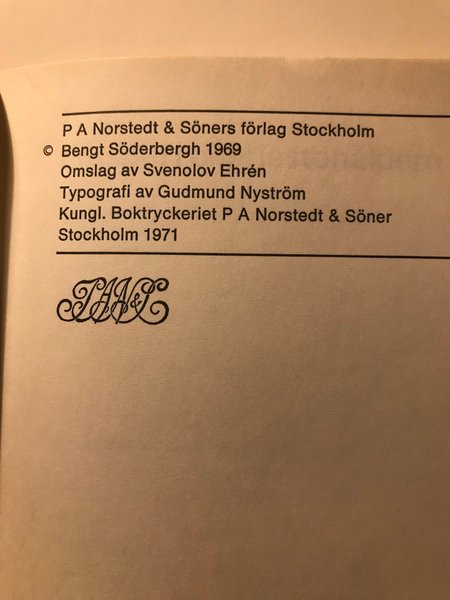 P A Norstedt & Söners förlag Stockholm
© Bengt Söderbergh 1969
Omslag av Svenolov Ehrén
Typografi av Gudmund Nyström
Kungl. Boktryckeriet P A Norstedt & Söner
Stockholm 1971
PAN&S